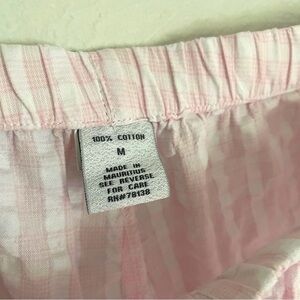 100% COTTON
M
MADE IN
MAURITIUS
SEE REVERSE
FOR CARE
RN#78138